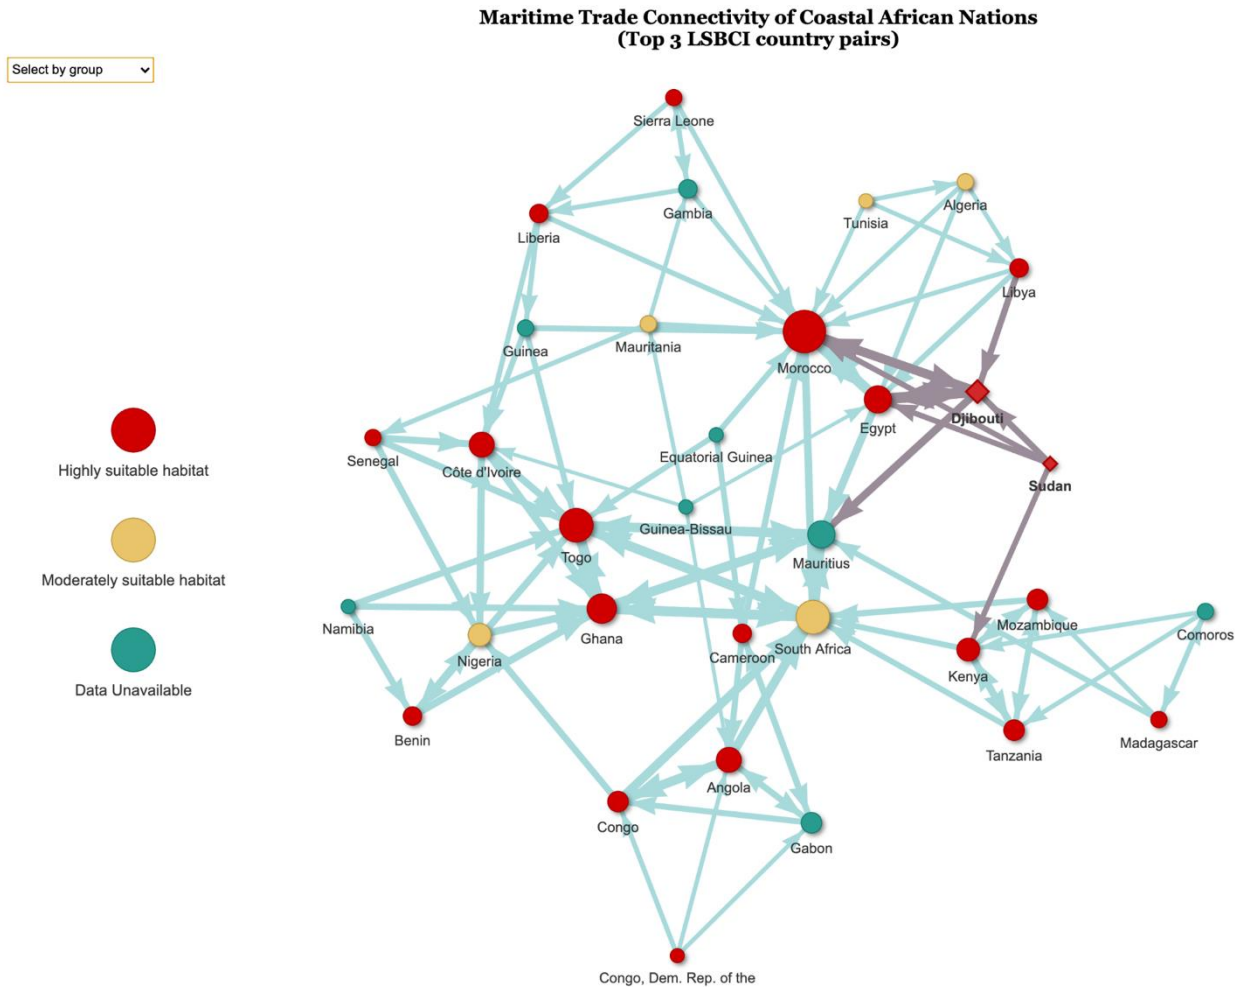 Maritime Trade Connectivity of Coastal African Nations
(Top 3 LSBCI country pairs)
Select by group
Sierra Leone
Algeria
Gambia
Tunisia
Liberia
Libya
Guinea
Mauritania
Morocco
Djibouti
Egypt
Equatorial Guinea
Highly suitable habitat
Senegal
Côte d'Ivoire
Sudan
Guinea-Bissau
Togo
Mauritius
Moderately suitable habitat
Namibia
Mozambique
Comoros
Ghana
South Africa
Cameroon
Nigeria
Kenya
Data Unavailable
Benin
Madagascar
Tanzania
Angola
Congo
Gabon
Congo, Dem. Rep. of the